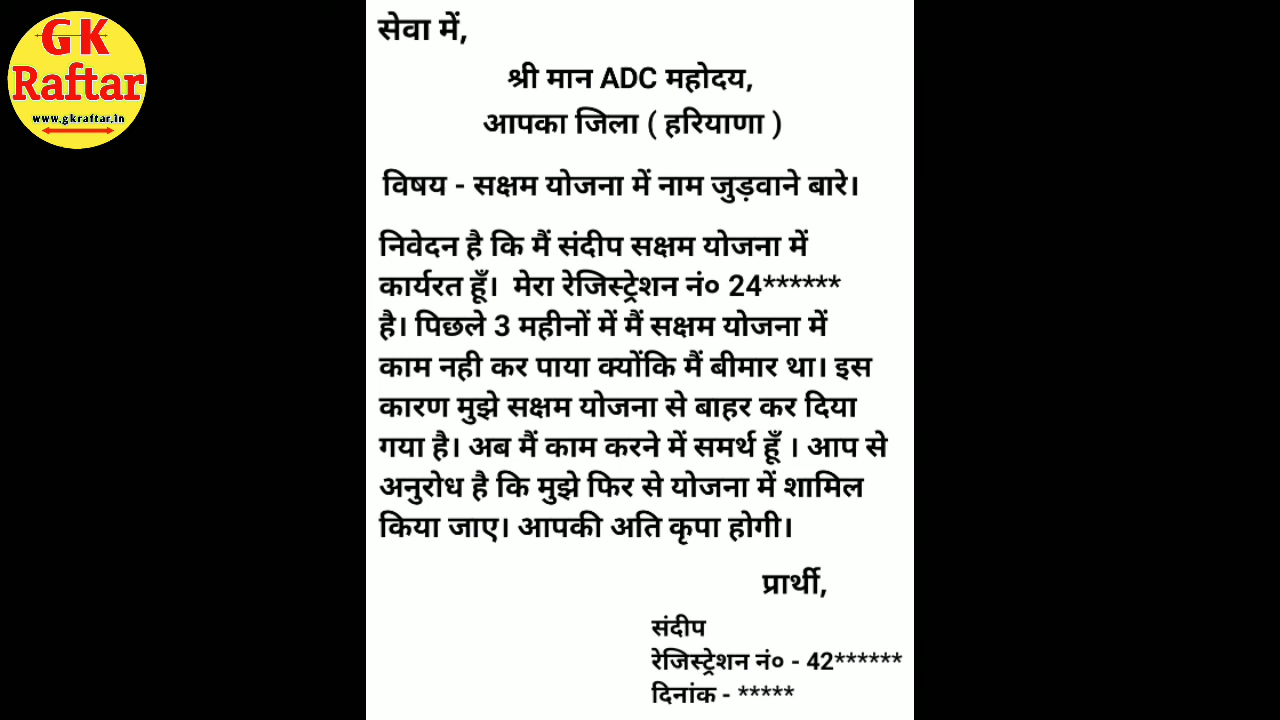 GK
Raftar
www.gkraftar.in
सेवा में,
श्री मान ADC महोदय,
आपका जिला ( हरियाणा )
विषय - सक्षम योजना में नाम जुड़वाने बारे।
निवेदन है कि मैं संदीप सक्षम योजना में
कार्यरत हूँ। मेरा रेजिस्ट्रेशन नं० 24******
है। पिछले 3 महीनों में मैं सक्षम योजना में
काम नही कर पाया क्योंकि मैं बीमार था। इस
कारण मुझे सक्षम योजना से बाहर कर दिया
गया है। अब मैं काम करने में समर्थ हूँ । आप से
अनुरोध है कि मुझे फिर से योजना में शामिल
किया जाए। आपकी अति कृपा होगी।
प्रार्थी,
संदीप
रेजिस्ट्रेशन नं० - 42******
दिनांक - *****